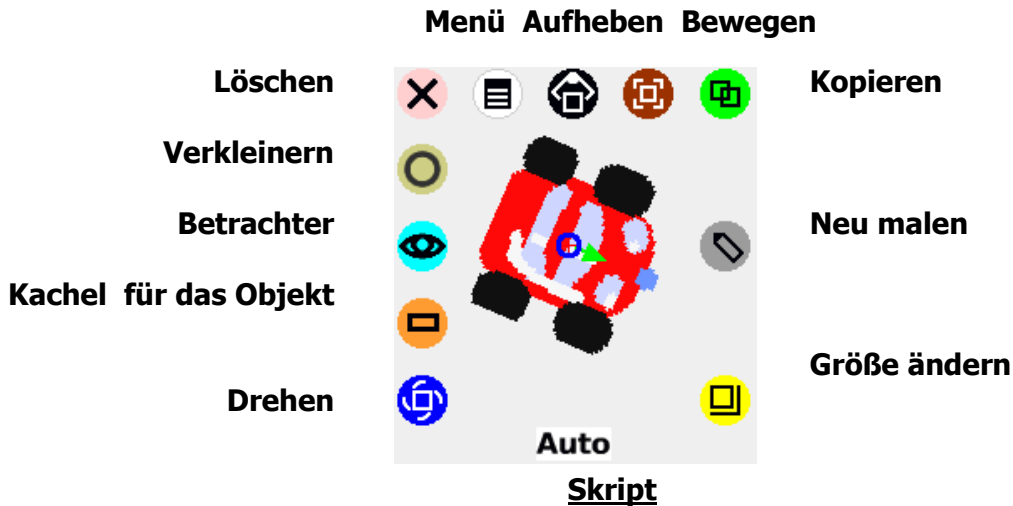 Menü Aufheben Bewegen
Löschen
Kopieren
Verkleinern
Betrachter
Neu malen
Kachel für das Objekt
Größe ändern
Drehen
Auto
Skript